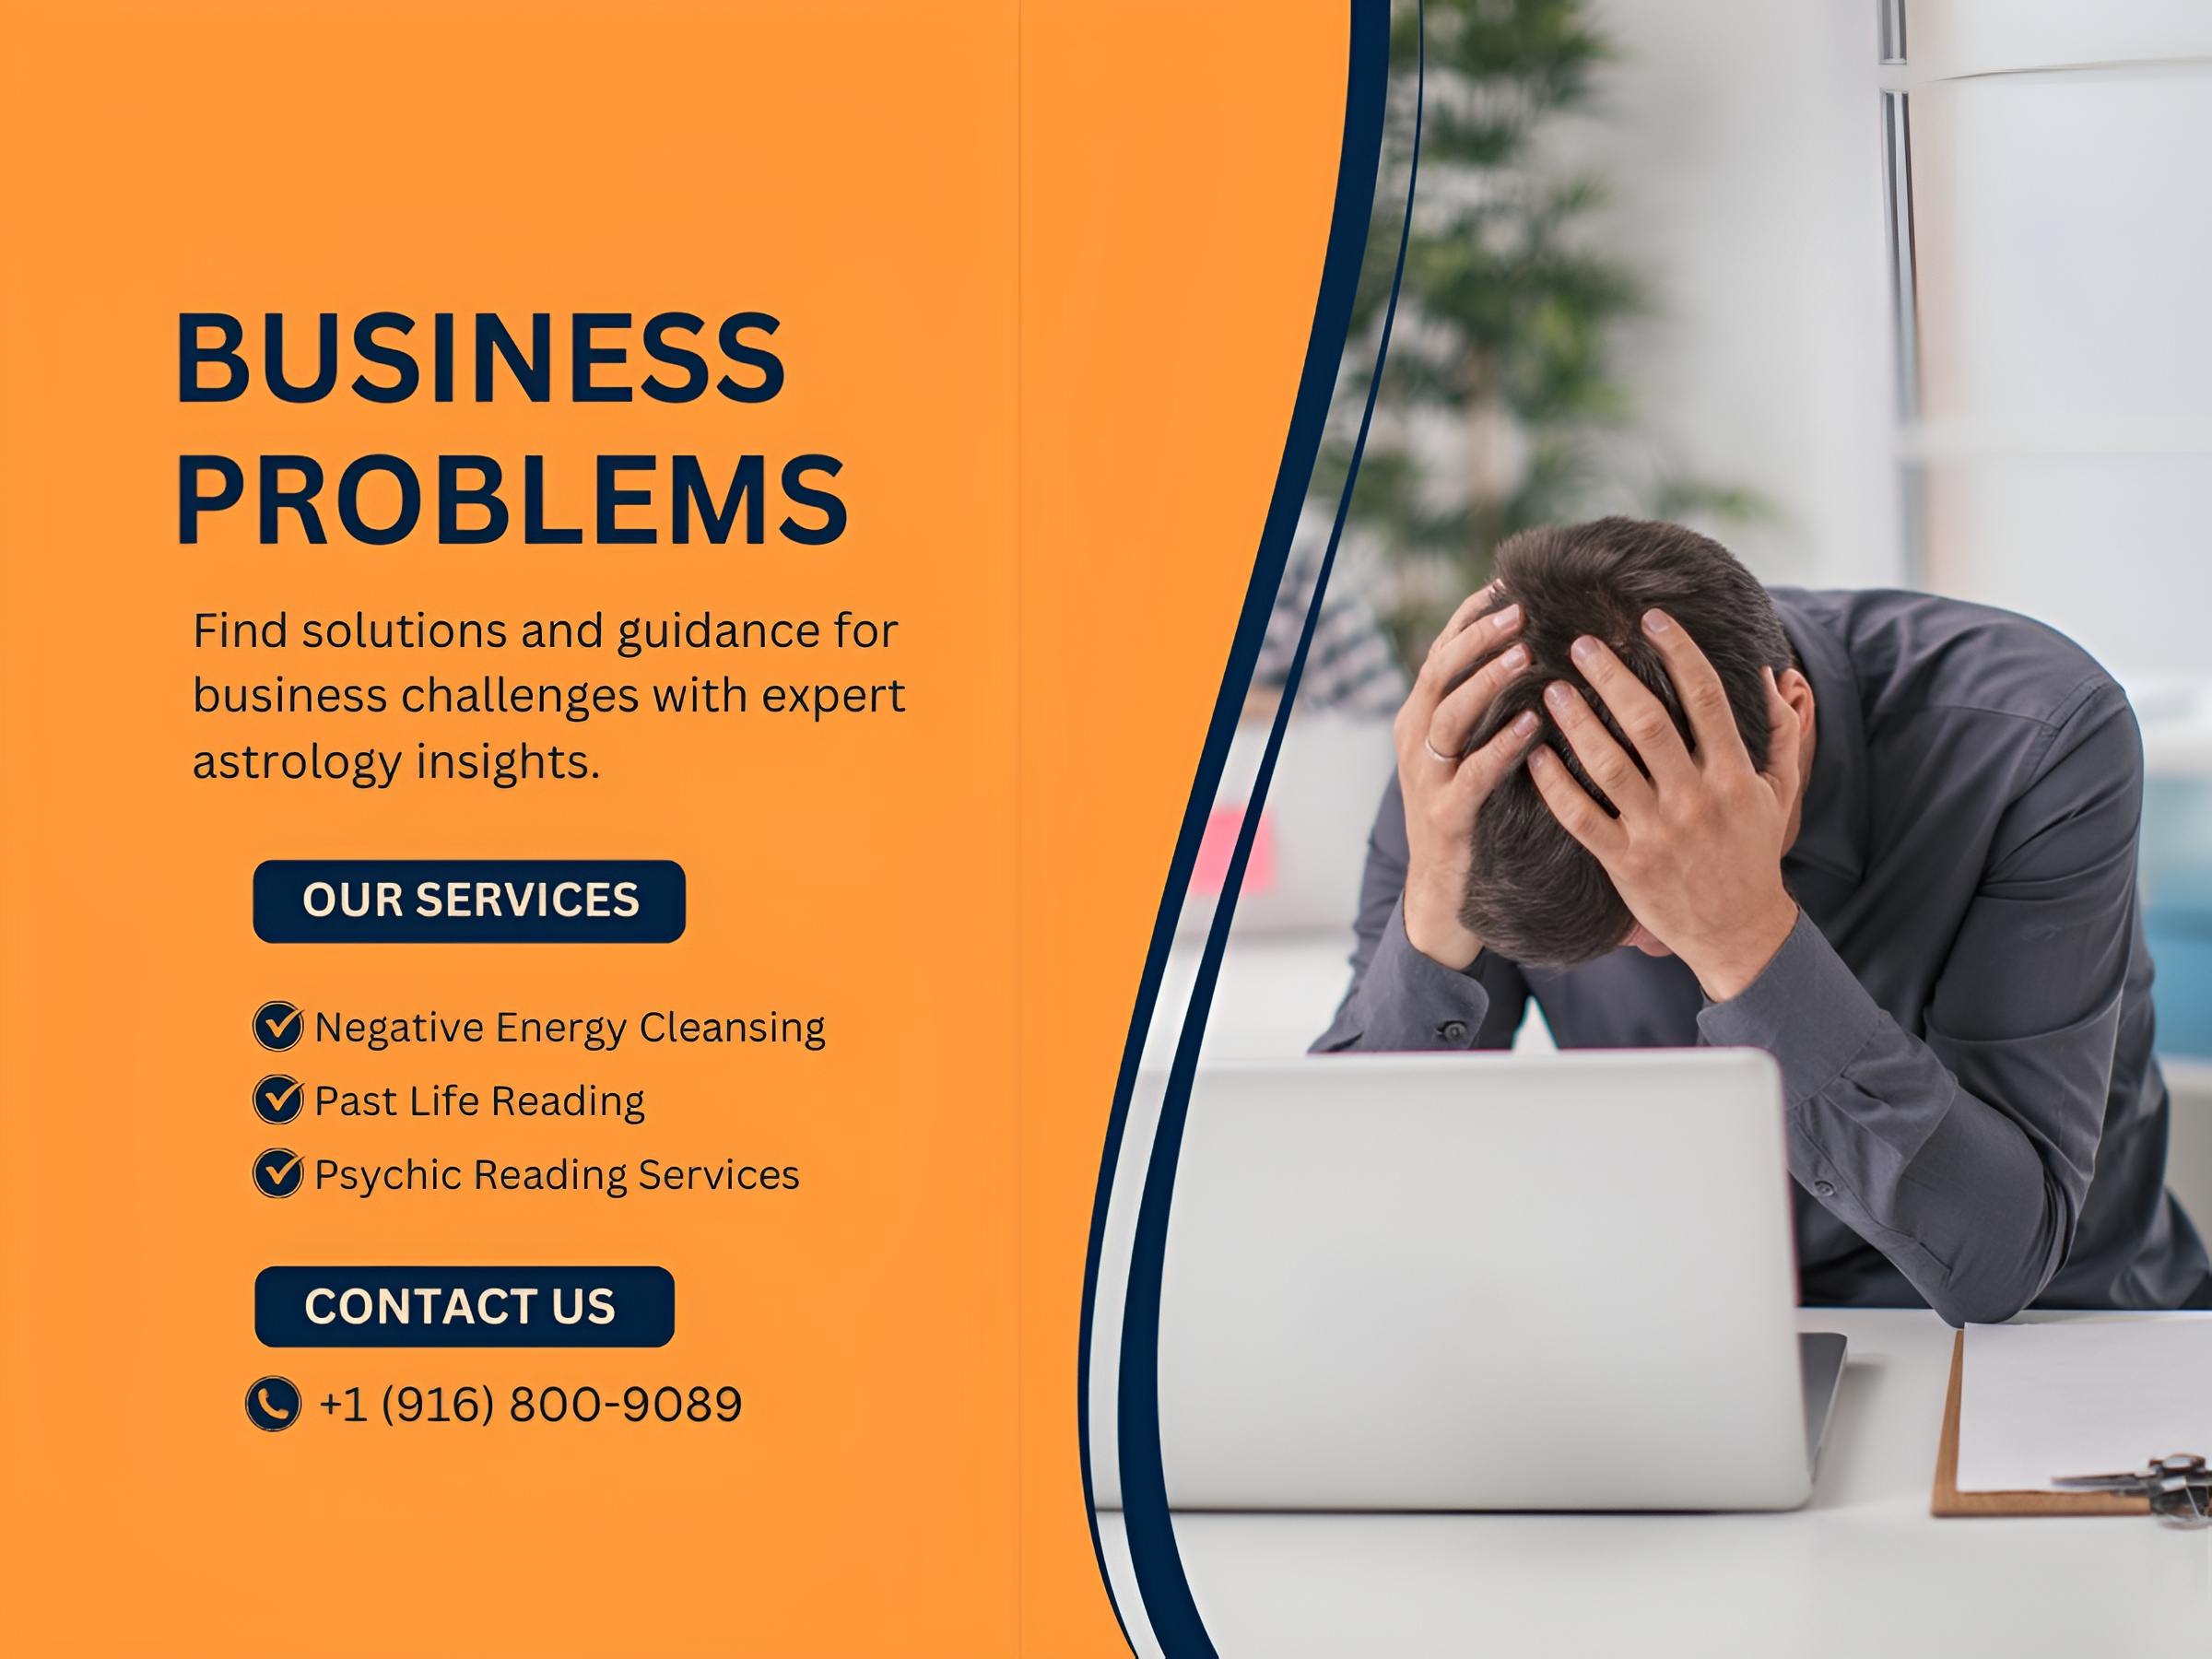 BUSINESS
PROBLEMS
Find solutions and guidance for
business challenges with expert
astrology insights.
OUR SERVICES
Negative Energy Cleansing
Past Life Reading
Psychic Reading Services
CONTACT US
+1 (916) 800-9089